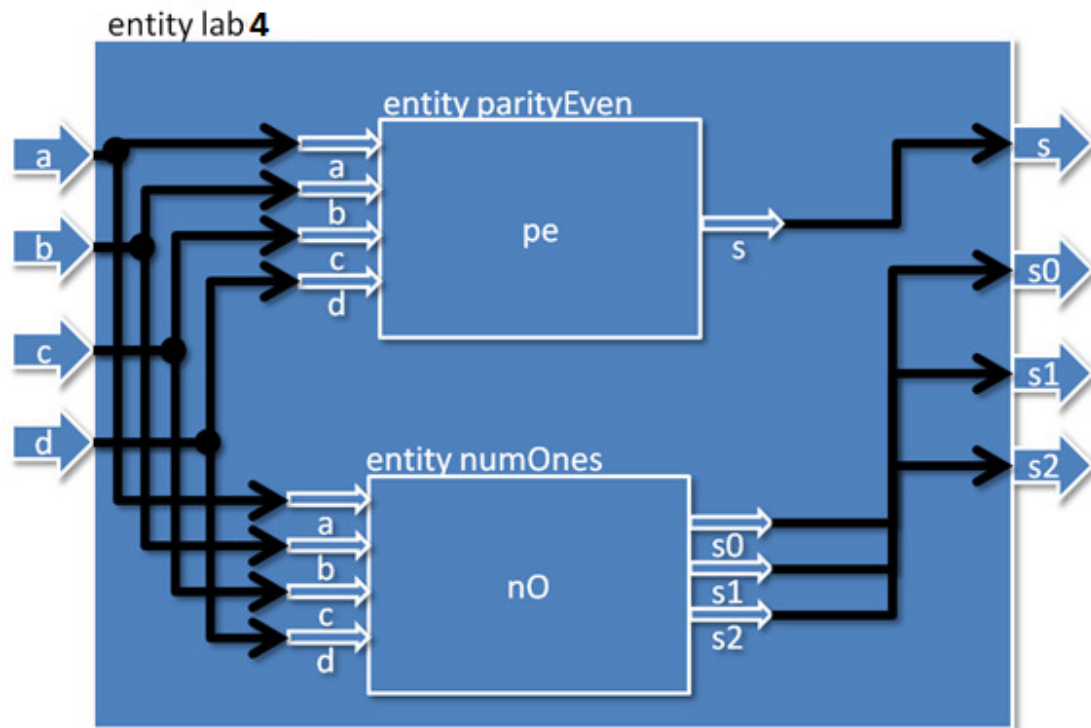 entity lab 4
entity parityEven
a
a
b
b
c
d
pe
s
s
s0
c
s1
d
s2
entity numOnes
a
b
c
d
nO
s0
s1
s2